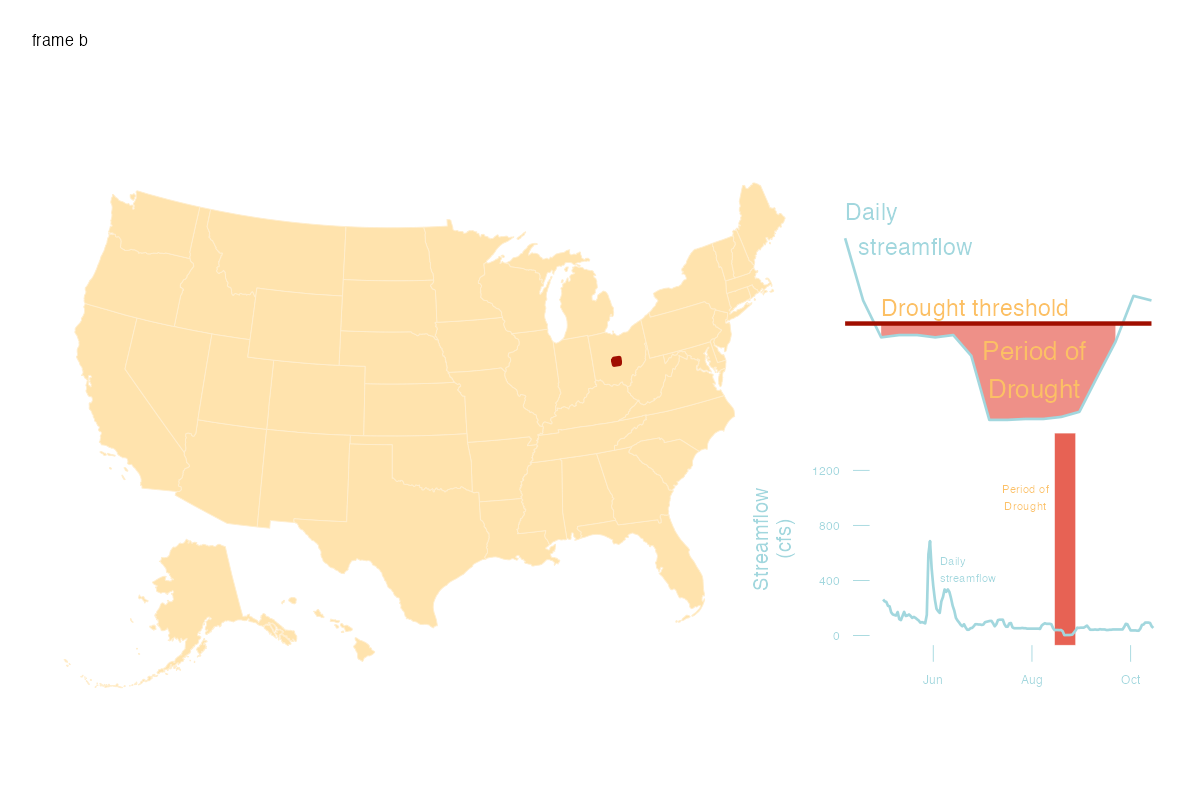 frame b
Daily
streamflow
Drought threshold
Period of
Drought
Streamflow
(cfs)
1200
800
400
0
Period of
Drought
Daily
streamflow
Jun
Aug
Oct